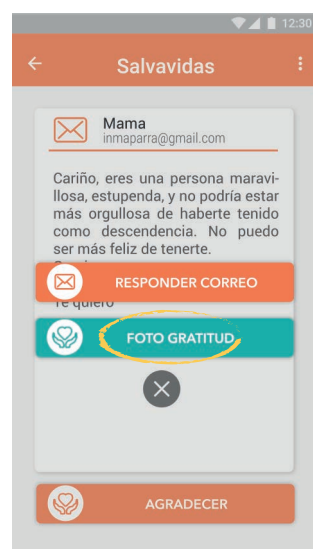 12:30
Salvavidas
Mama
inmaparra@gmail.com
Cariño, eres una persona maravi-
llosa, estupenda, y no podría estar
más orgullosa de haberte tenido
como descendencia. No puedo
ser más feliz de tenerte.
RESPONDER CORREO
Te quiero
FOTO GRATITUD
AGRADECER